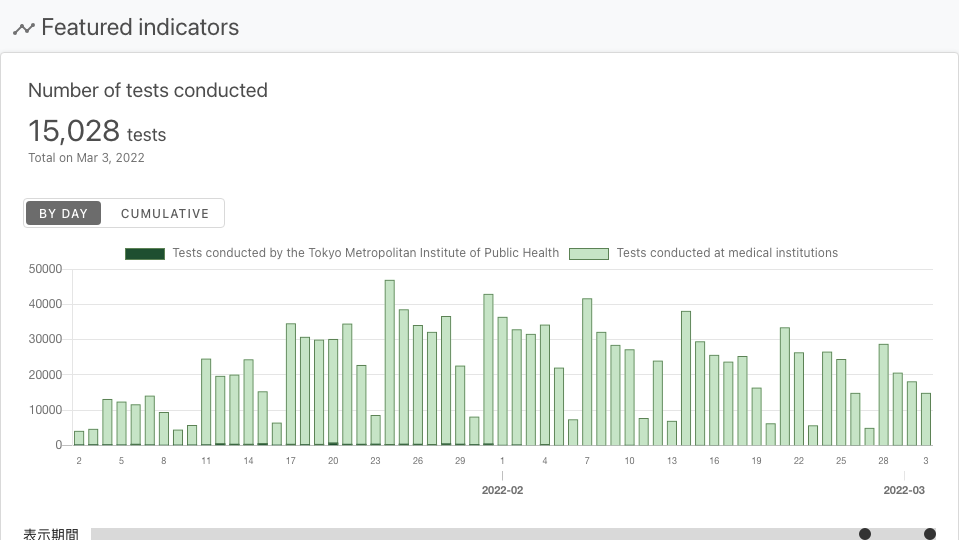 Featured indicators
Number of tests conducted
15,028 tests
Total on Mar 3, 2022
BY DAY CUMULATIVE
Tests conducted by the Tokyo Metropolitan Institute of Public Health Tests conducted at medical institutions
50000
40000
30000
20000
10000
0
2 5 8 11 14 17 20 23 26 29 1 4 7 10 13 16 19 22 25 28 3
2022-02 2022-03
表示期間